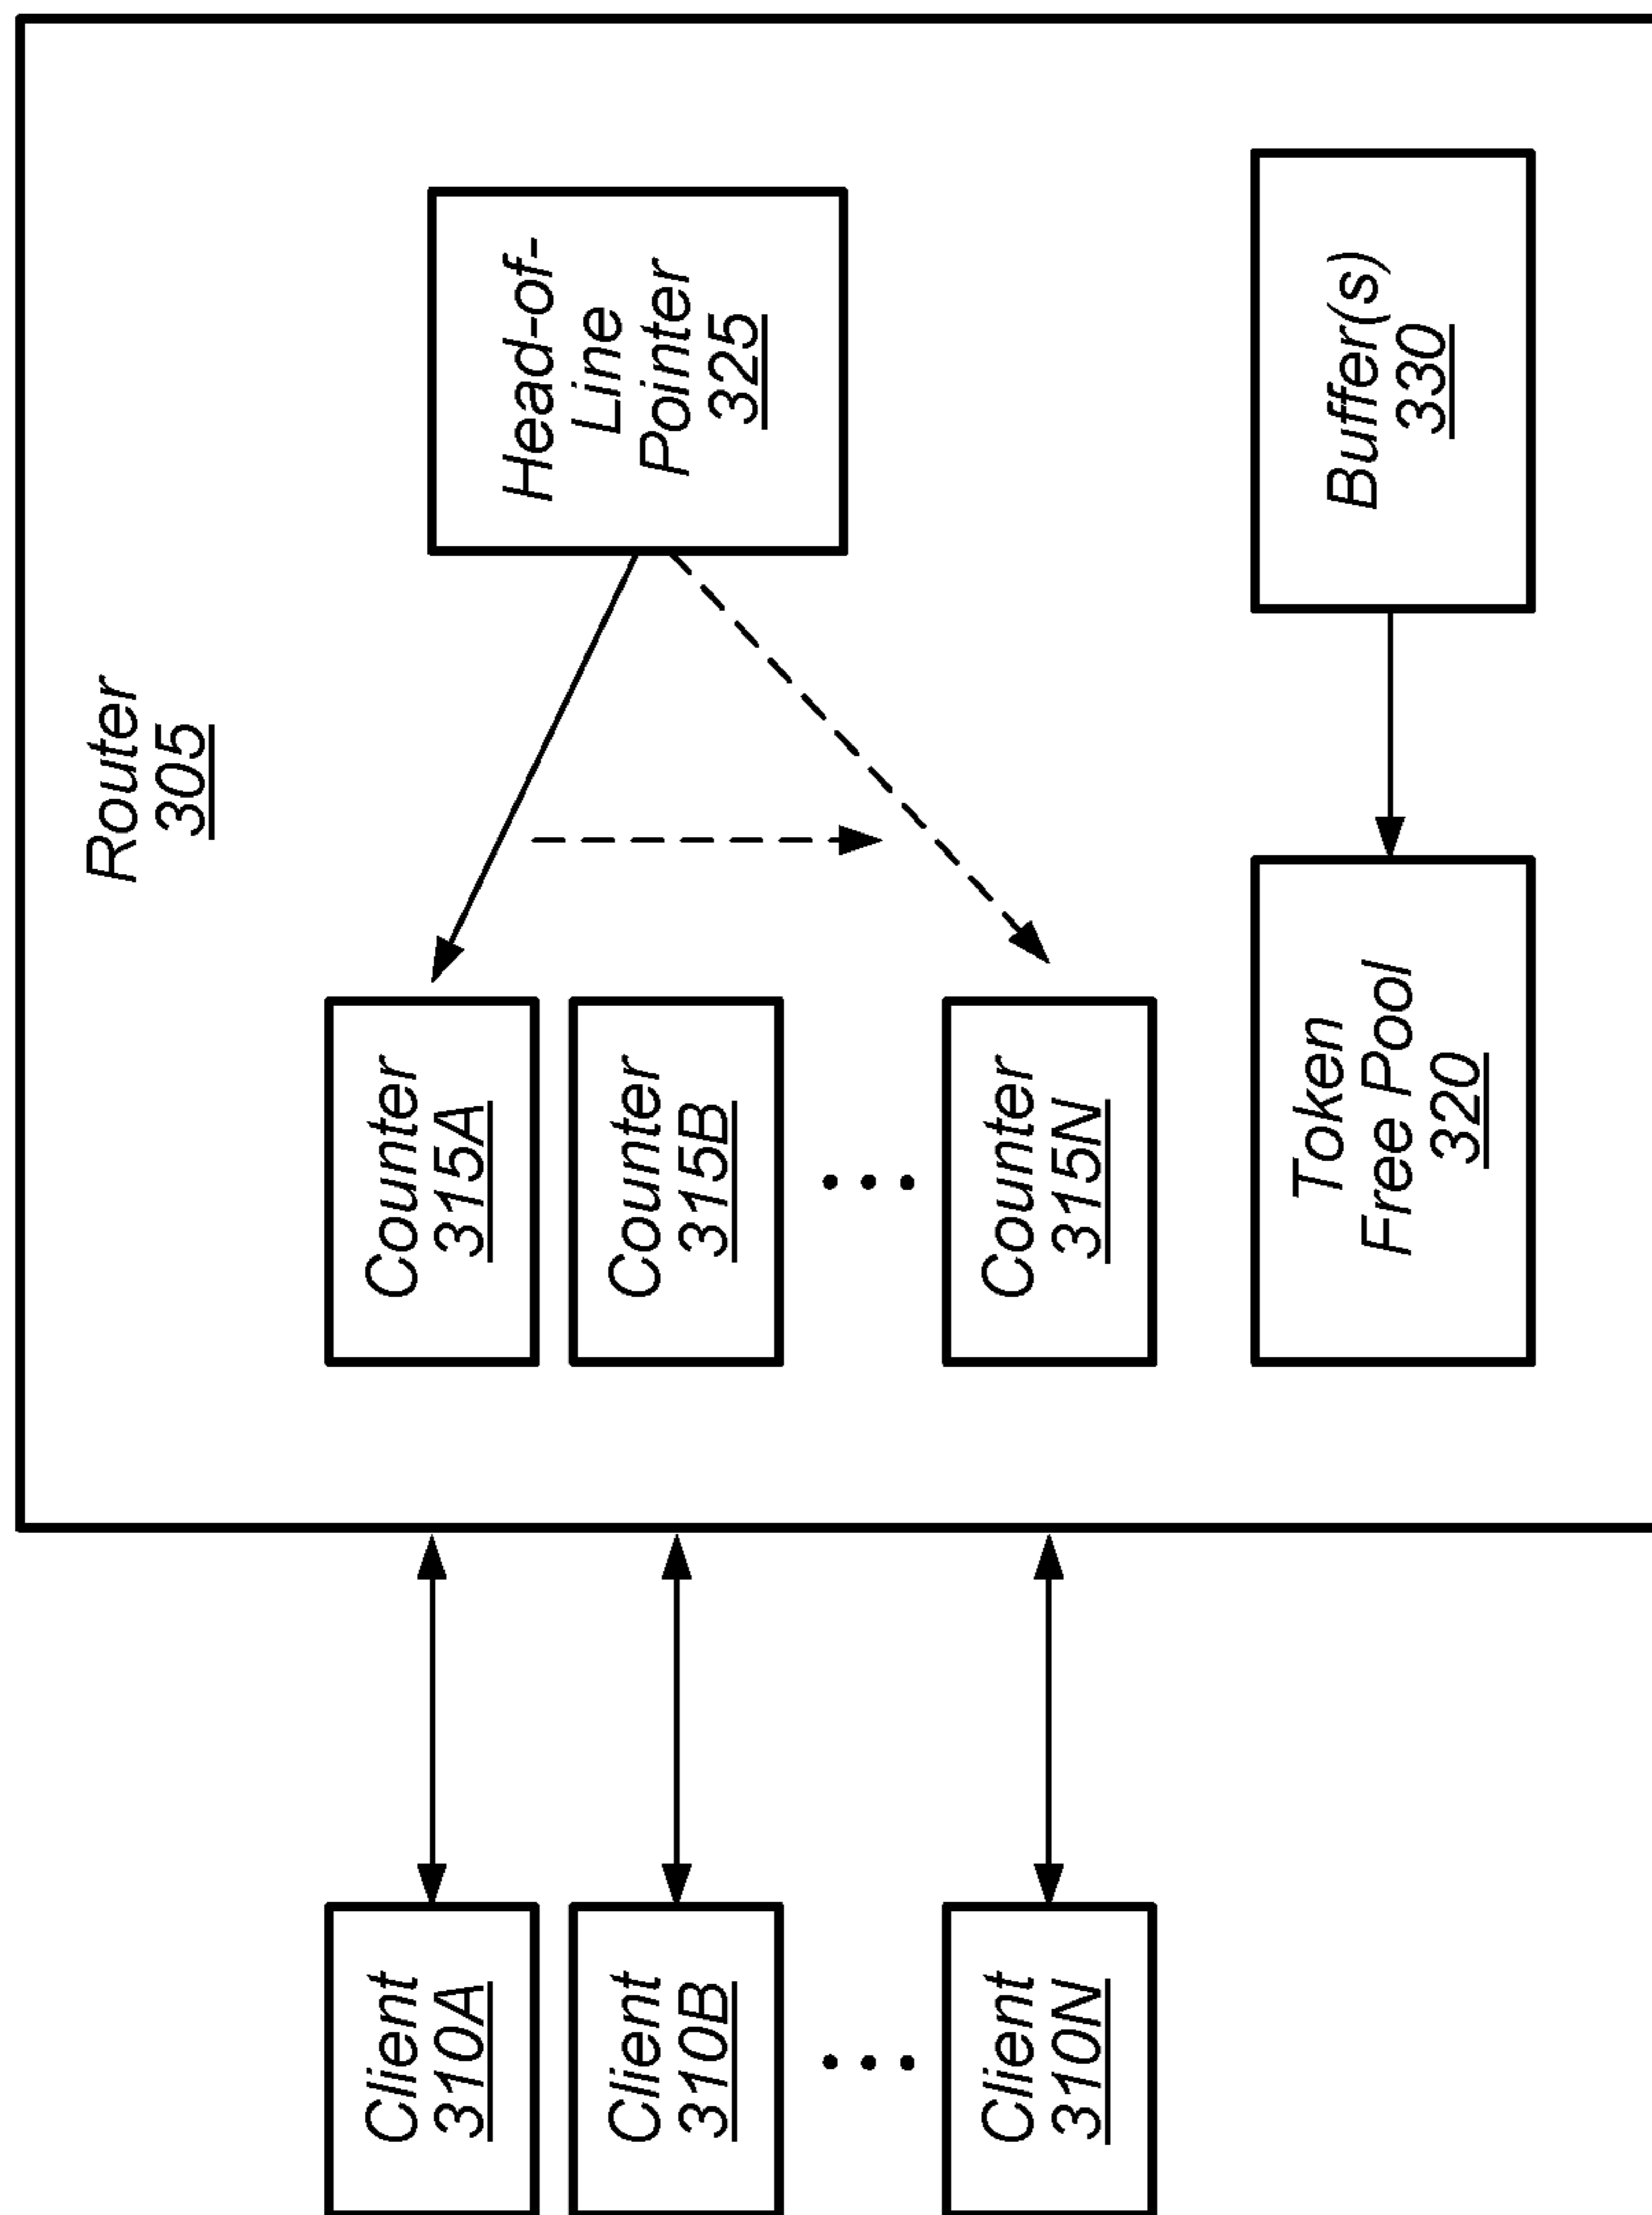 Router
305
Client
310A
Counter
315A
Head-of-
Line
Pointer
325
Client
310B
Counter
315B
Client
310N
Counter
315N
Token
Free Pool
320
Buffer(s)
330